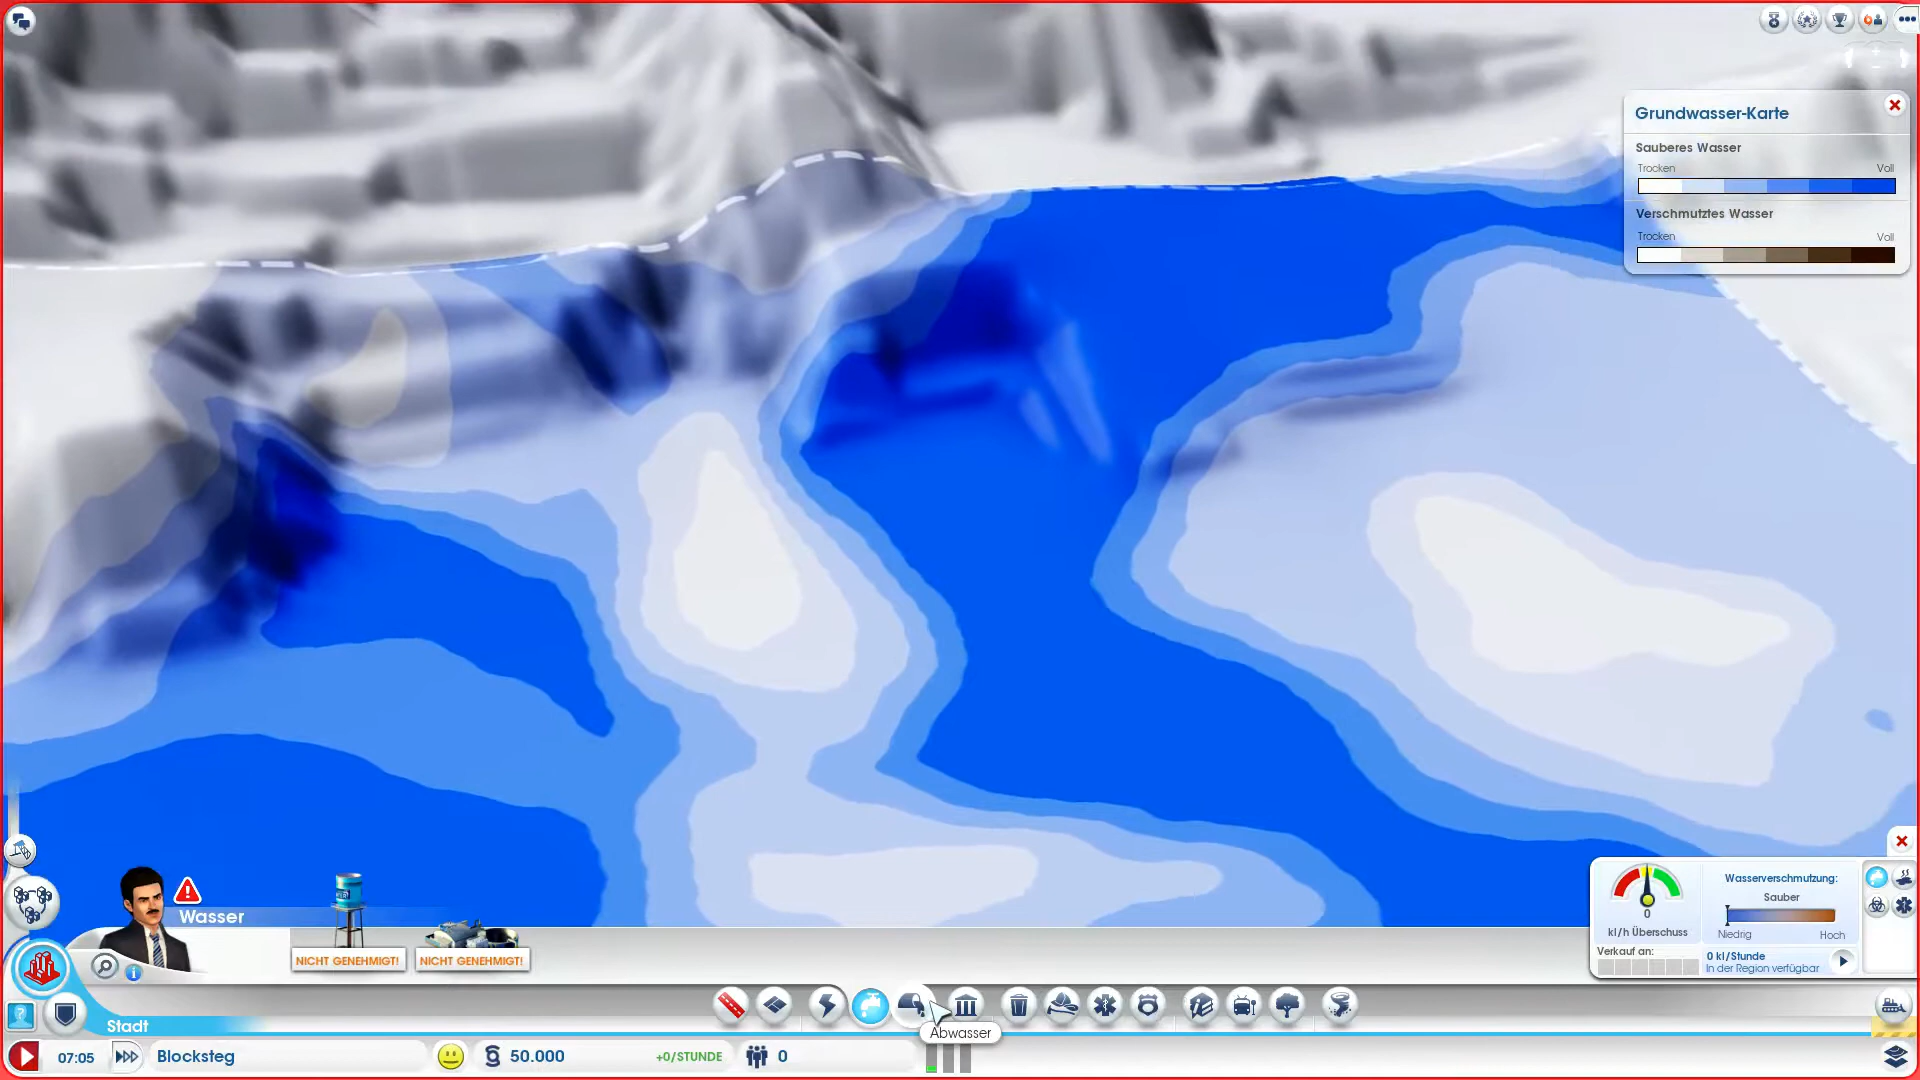 Grundwasser-Karte
Sauberes Wasser
Trocken Voll
Verschmutztes Wasser
Trocken Voll
Wasser
NICHT GENEHMIGT!
NICHT GENEHMIGT!
0
kl/h Überschuss
Wasserverschmutzung:
Sauber
Niedrig Hoch
Verkauf an:
0 kl/Stunde
In der Region verfügbar
Stadt
Abwasser
07:05
Blocksteg
50.000
+0/STUNDE
0